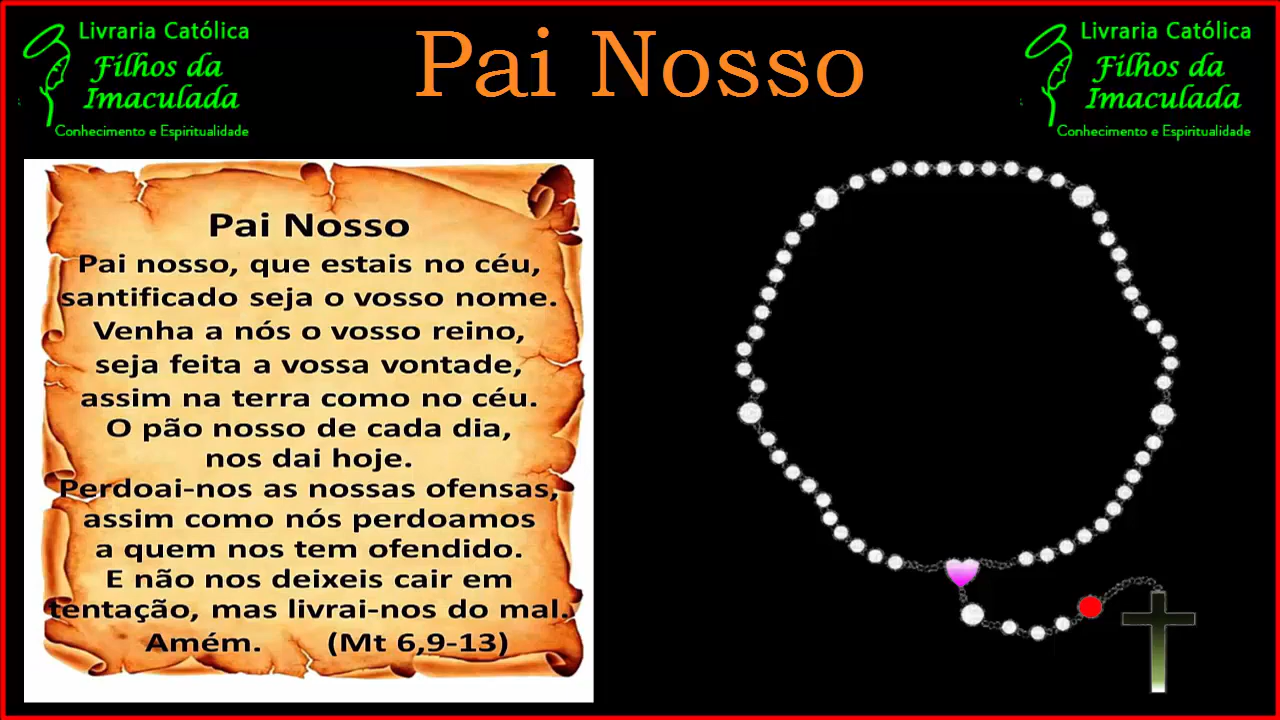 Livraria Católica
Filhos da
Imaculada
Conhecimento e Espiritualidade
Pai Nosso
Livraria Católica
Filhos da
Imaculada
Conhecimento e Espiritualidade
Pai Nosso
Pai nosso, que estais no céu,
santificado seja o vosso nome.
Venha a nós o vosso reino,
seja feita a vossa vontade,
assim na terra como no céu.
O pão nosso de cada dia,
nos dai hoje.
Perdoai-nos as nossas ofensas,
assim como nós perdoamos
a quem nos tem ofendido.
E não nos deixeis cair em
tentação, mas livrai-nos do mal.
Amém. (Mt 6,9-13)